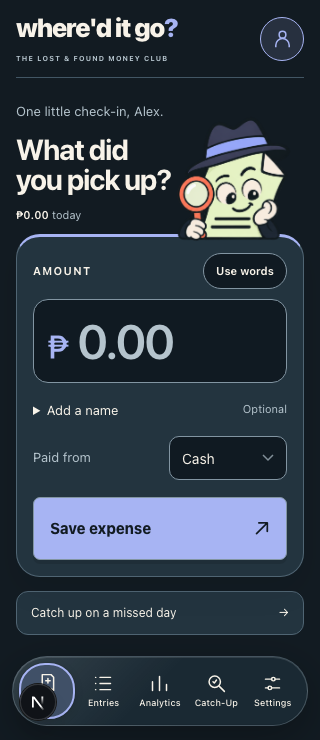 where'd it go?
THE LOST & FOUND MONEY CLUB
One little check-in, Alex.
What did
you pick up?
₱0.00 today
AMOUNT
Use words
₱ 0.00
Add a name
Optional
Paid from
Cash
Save expense
Catch up on a missed day
N
Entries
Analytics
Catch-Up
Settings